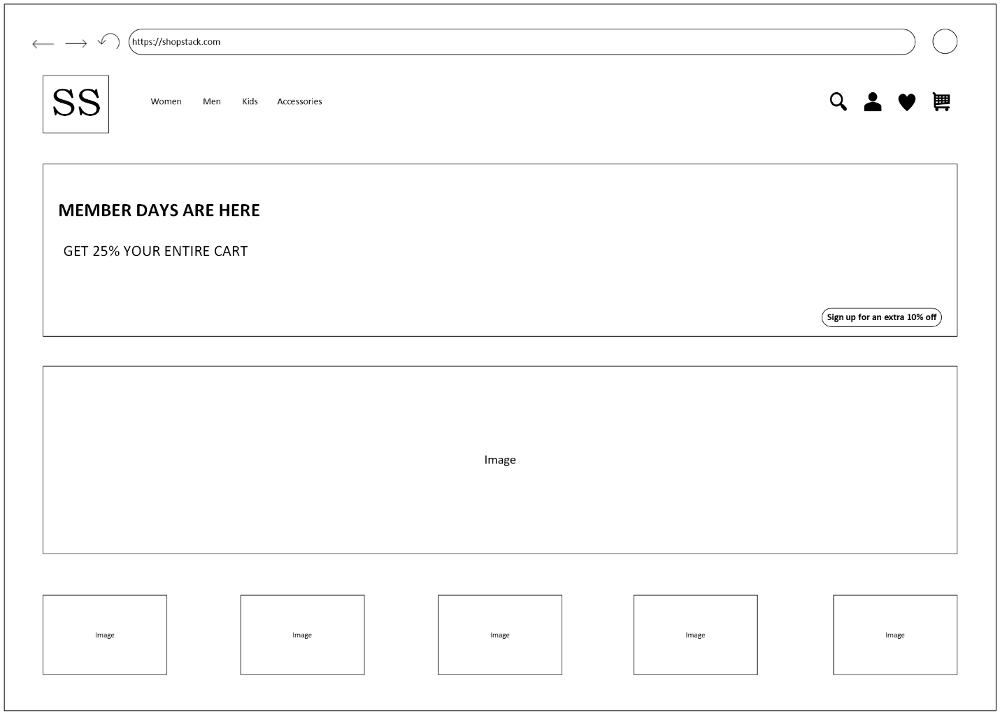 https://shopstack.com
SS
Women Men Kids Accessories
MEMBER DAYS ARE HERE
GET 25% YOUR ENTIRE CART
Sign up for an extra 10% off
Image
Image Image Image Image Image